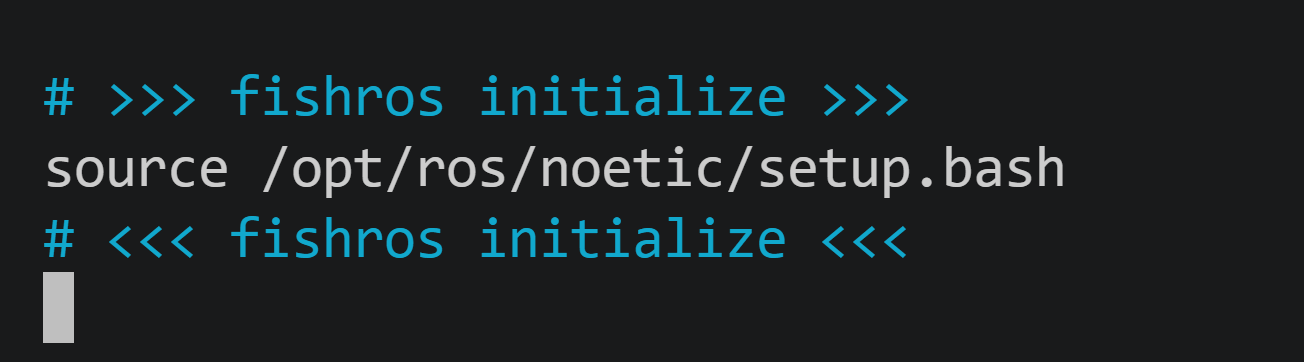 # >>> fishros initialize >>>
source /opt/ros/noetic/setup.bash
# <<< fishros initialize <<<